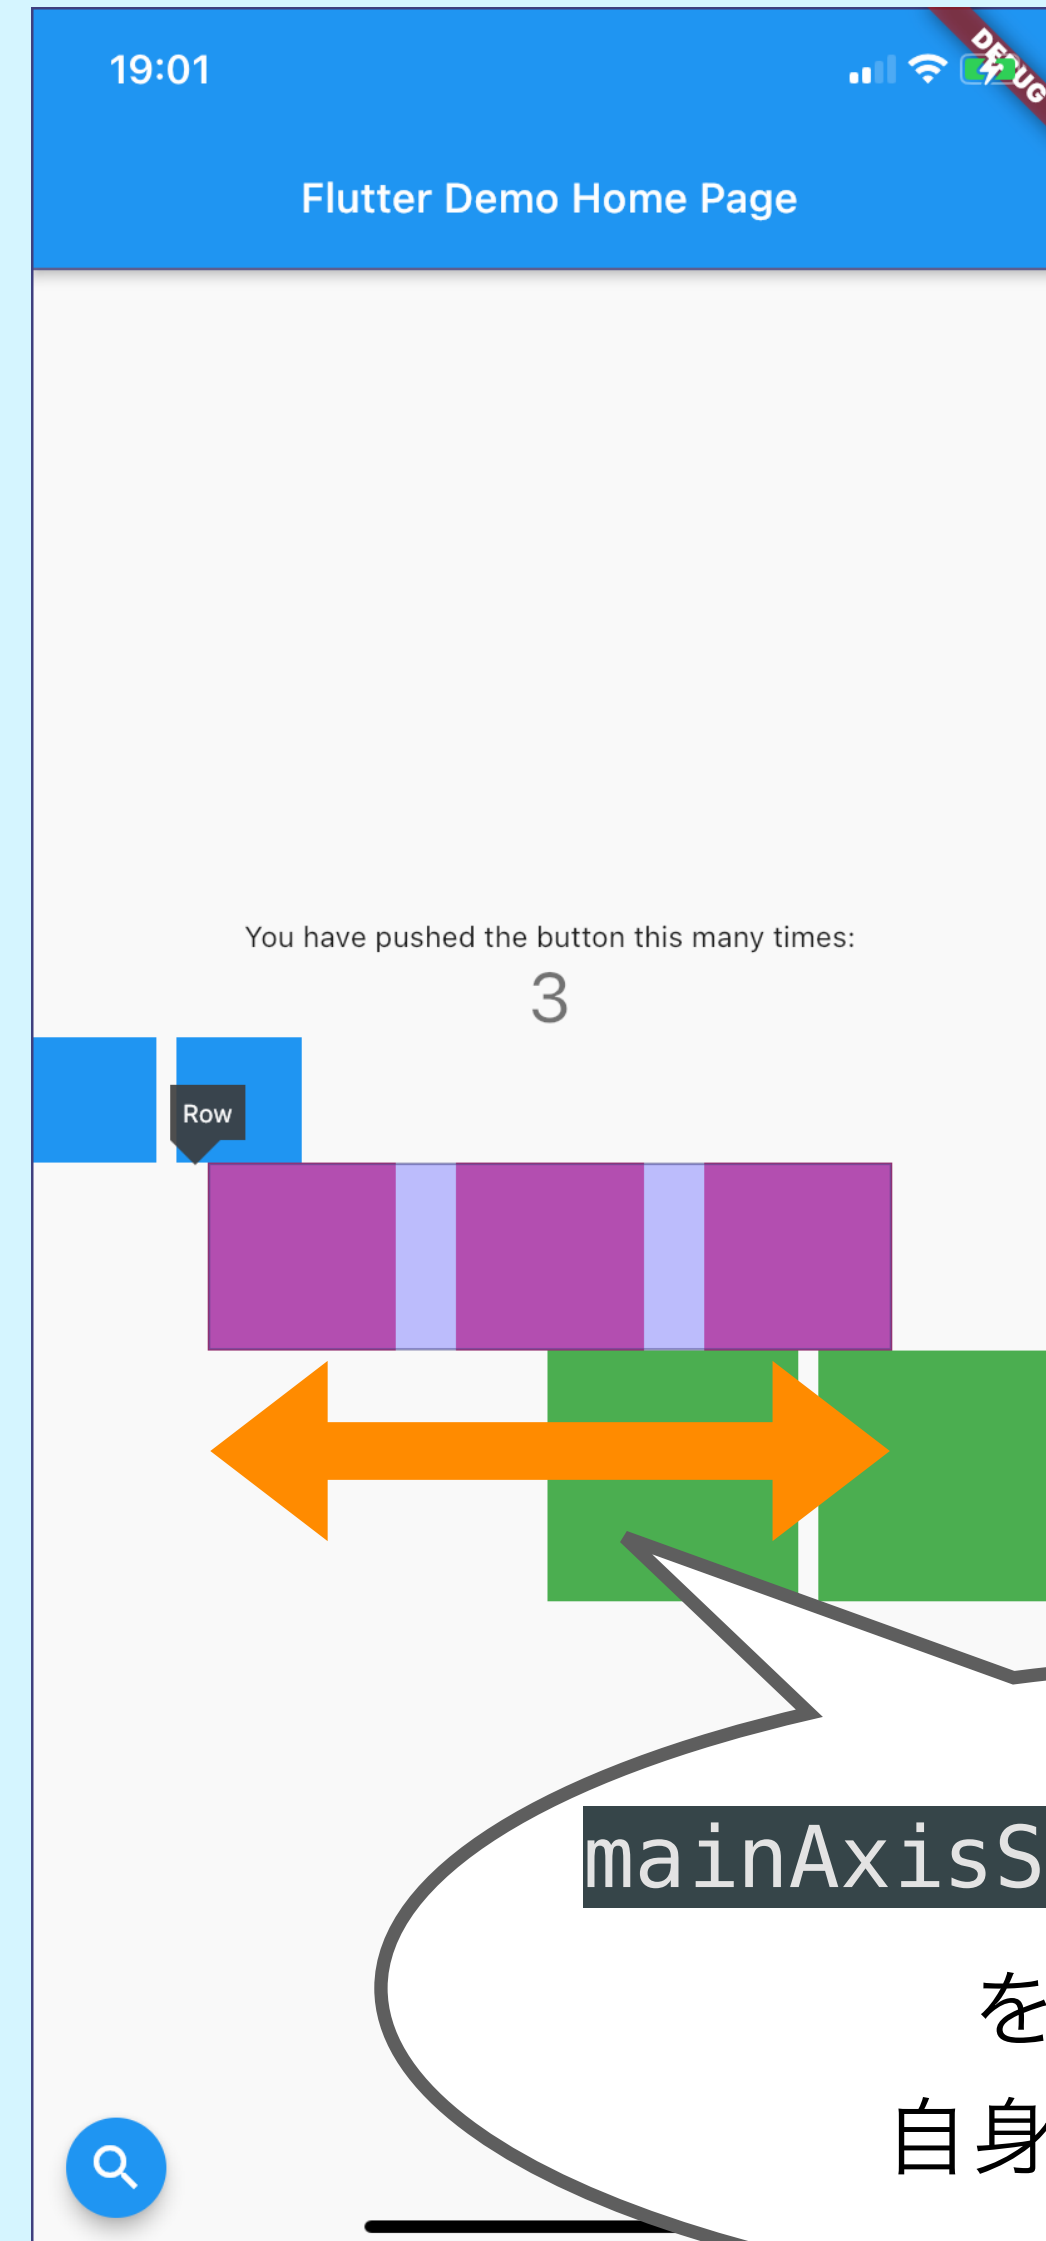 19:01
DEBUG
Flutter Demo Home Page
You have pushed the button this many times:
3
Row
mainAxisS
を
自身